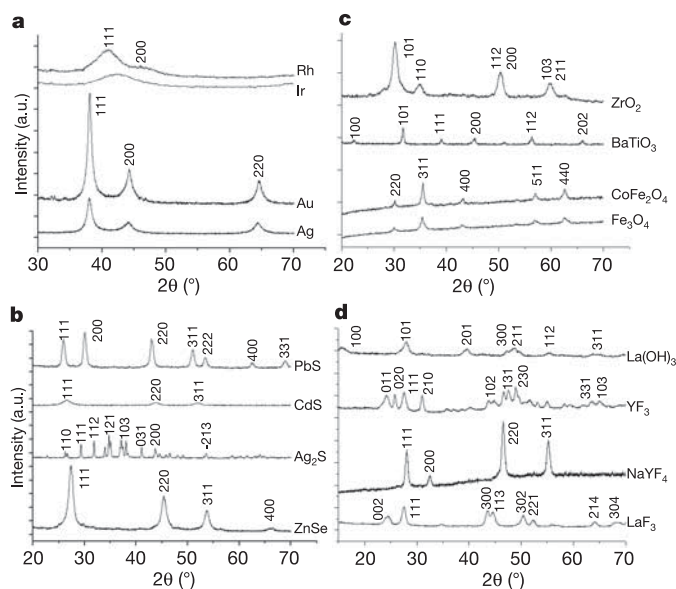 a
111
200
Rh
Ir
111
200
220
Au
Ag
Intensity (a.u.)
30 40 50 60 70
2θ (°)
b
111
200
220
311
222
400
331
PbS
111
220
311
CdS
110
111
112
121
103
031
200
-213
Ag2S
111
220
311
400
ZnSe
Intensity (a.u.)
20 30 40 50 60 70
2θ (°)
c
101
110
112
200
103
211
ZrO2
100
101
111
200
112
202
BaTiO3
220
311
400
511
440
CoFe2O4
Fe3O4
20 30 40 50 60 70
2θ (°)
d
100
101
201
300
211
112
311
La(OH)3
011
020
111
210
102
131
230
331
103
YF3
111
200
220
311
NaYF4
002
111
300
113
302
221
214
304
LaF3
20 30 40 50 60 70
2θ (°)